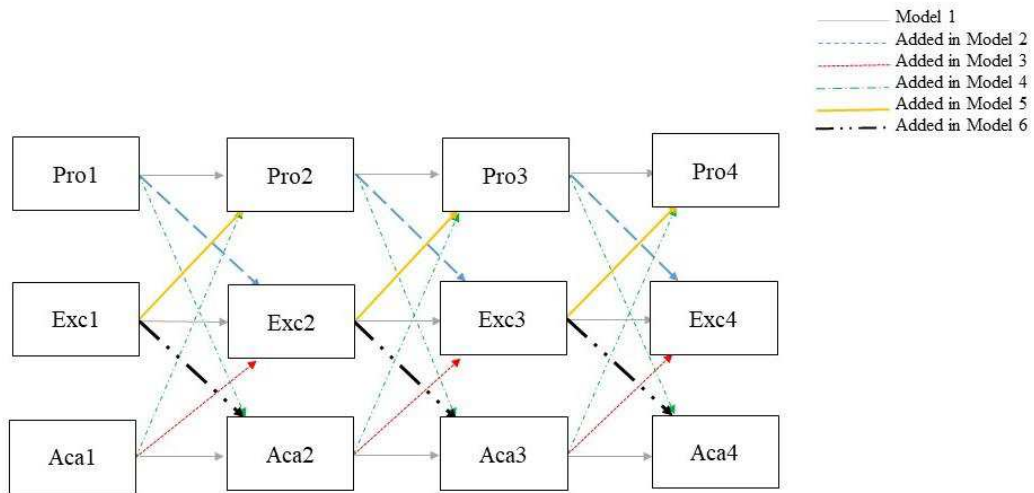 Model 1
Added in Model 2
Added in Model 3
Added in Model 4
Added in Model 5
Added in Model 6
Pro1
Pro2
Pro3
Pro4
Exc1
Exc2
Exc3
Exc4
Aca1
Aca2
Aca3
Aca4